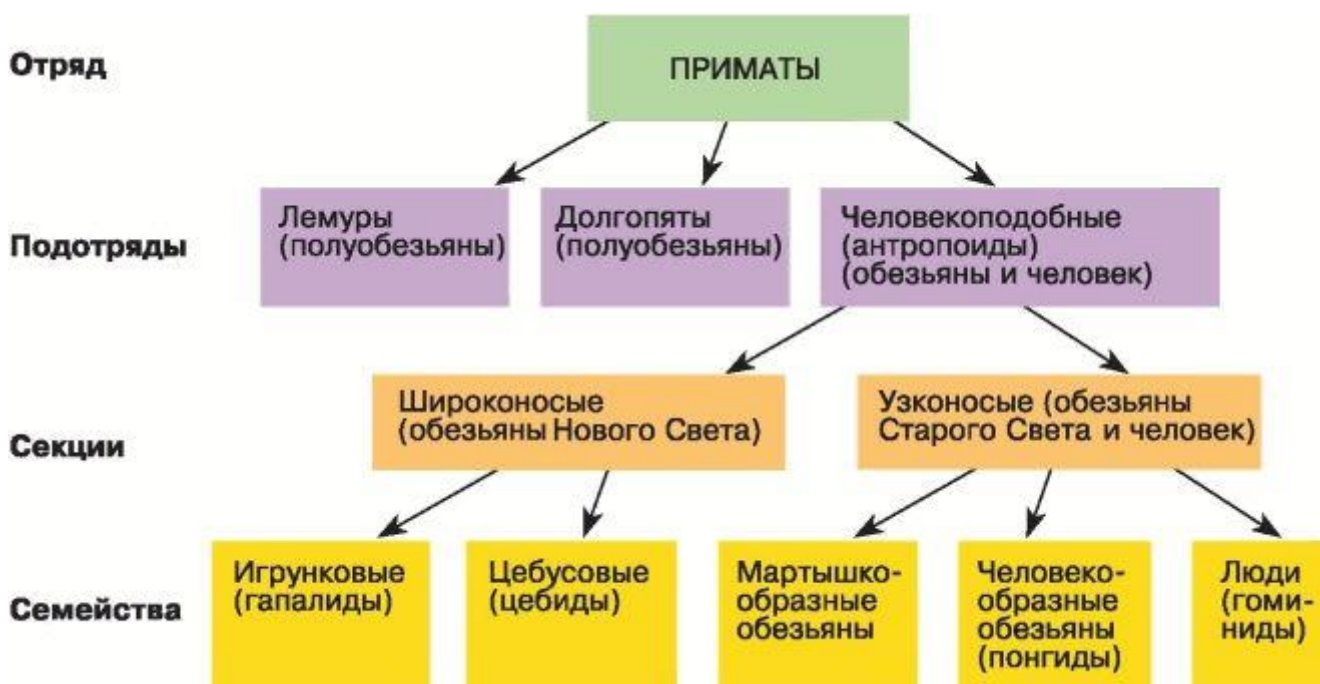 Отряд
ПРИМАТЫ
Подотряды
Лемуры
(полуобезьяны)
Долгопяты
(полуобезьяны)
Человекоподобные
(антропоиды)
(обезьяны и человек)
Секции
Широконосые
(обезьяны Нового Света)
Узконосые (обезьяны
Старого Света и человек)
Семейства
Игрунковые
(гапалиды)
Цебусовые
(цебиды)
Мартышко-
образные
обезьяны
Человеко-
образные
обезьяны
(понгиды)
Люди
(гоми-
ниды)